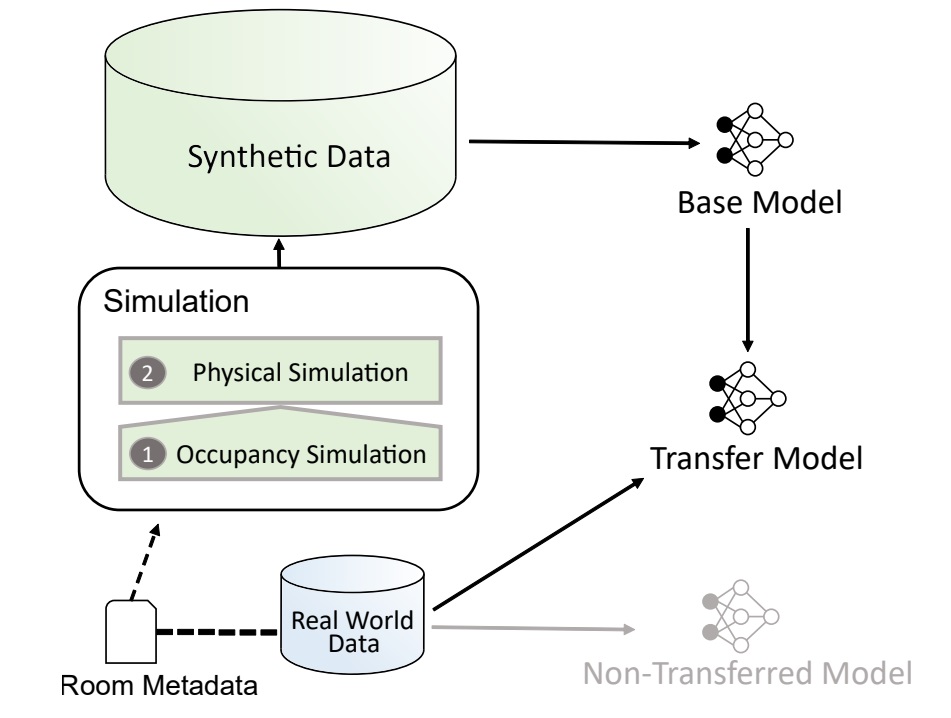 Synthetic Data
Base Model
Simulation
2 Physical Simulation
1 Occupancy Simulation
Transfer Model
Real World
Data
Room Metadata
Non-Transferred Model